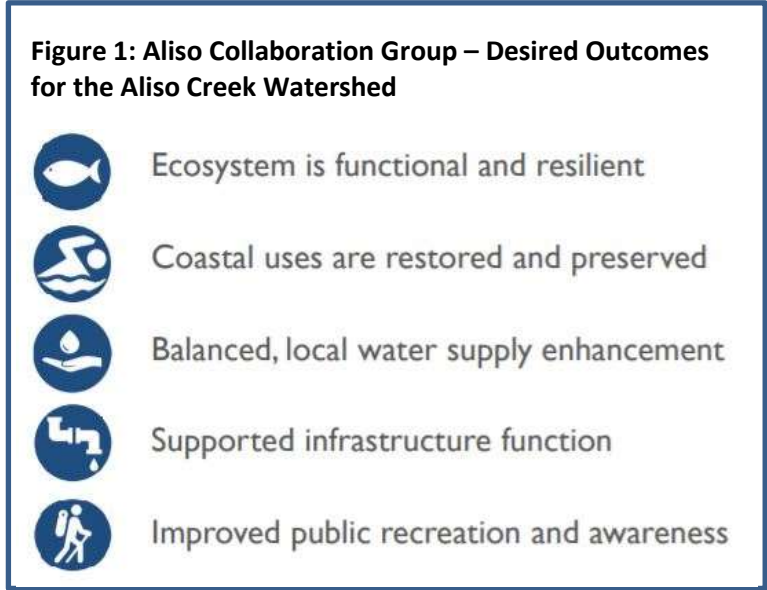 Figure 1: Aliso Collaboration Group – Desired Outcomes
for the Aliso Creek Watershed
Ecosystem is functional and resilient
Coastal uses are restored and preserved
Balanced, local water supply enhancement
Supported infrastructure function
Improved public recreation and awareness